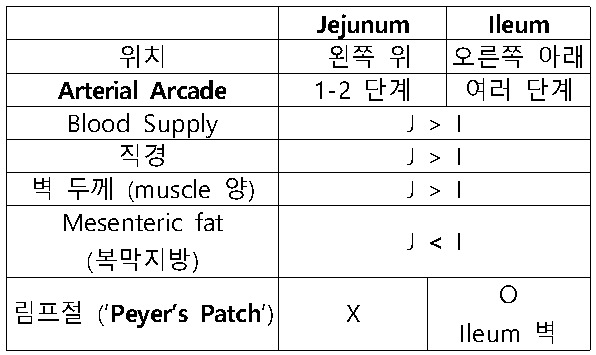 Jejunum Ileum
위치 왼쪽 위 오른쪽 아래
Arterial Arcade 1-2 단계 여러 단계
Blood Supply J > I
직경 J > I
벽 두께 (muscle 양) J > I
Mesenteric fat
(복막지방) J < I
림프절 (‘Peyer’s Patch’) X O
Ileum 벽